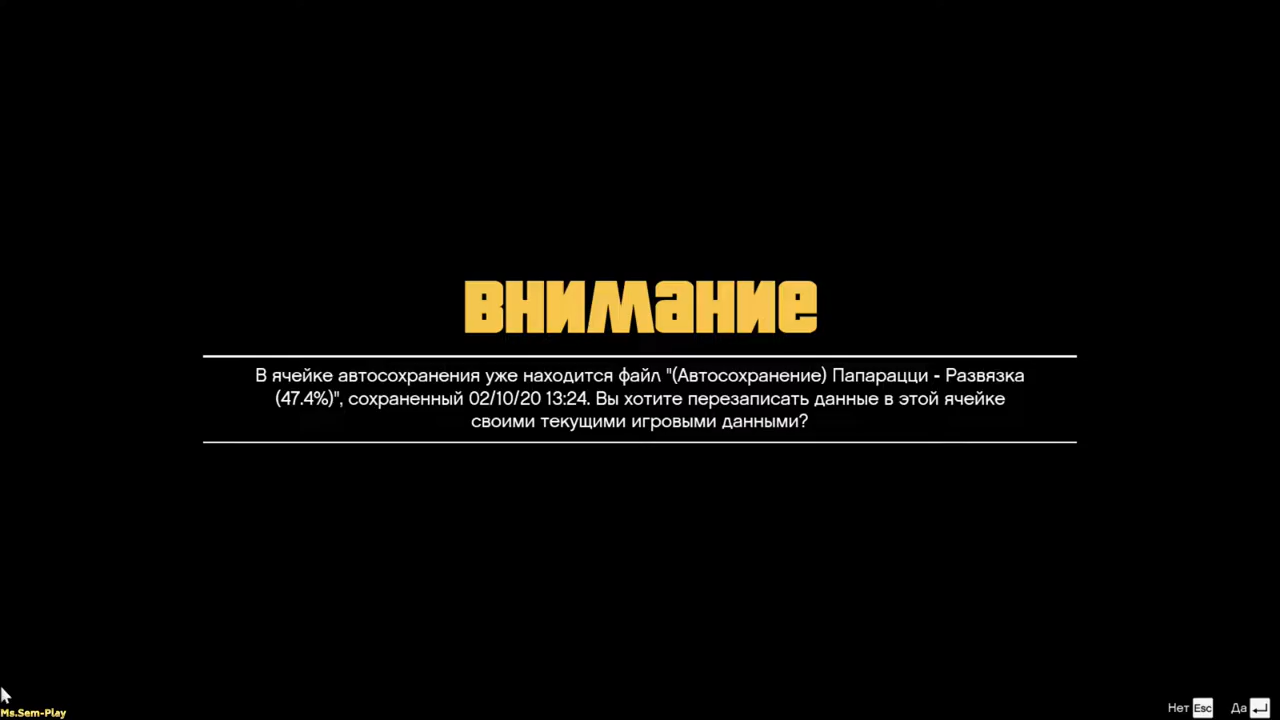 внимание
В ячейке автосохранения уже находится файл "(Автосохранение) Папарацци - Развязка
(47.4%)", сохраненный 02/10/20 13:24. Вы хотите перезаписать данные в этой ячейке
своими текущими игровыми данными?
Ms.Sem-Play
Нет Esc Да